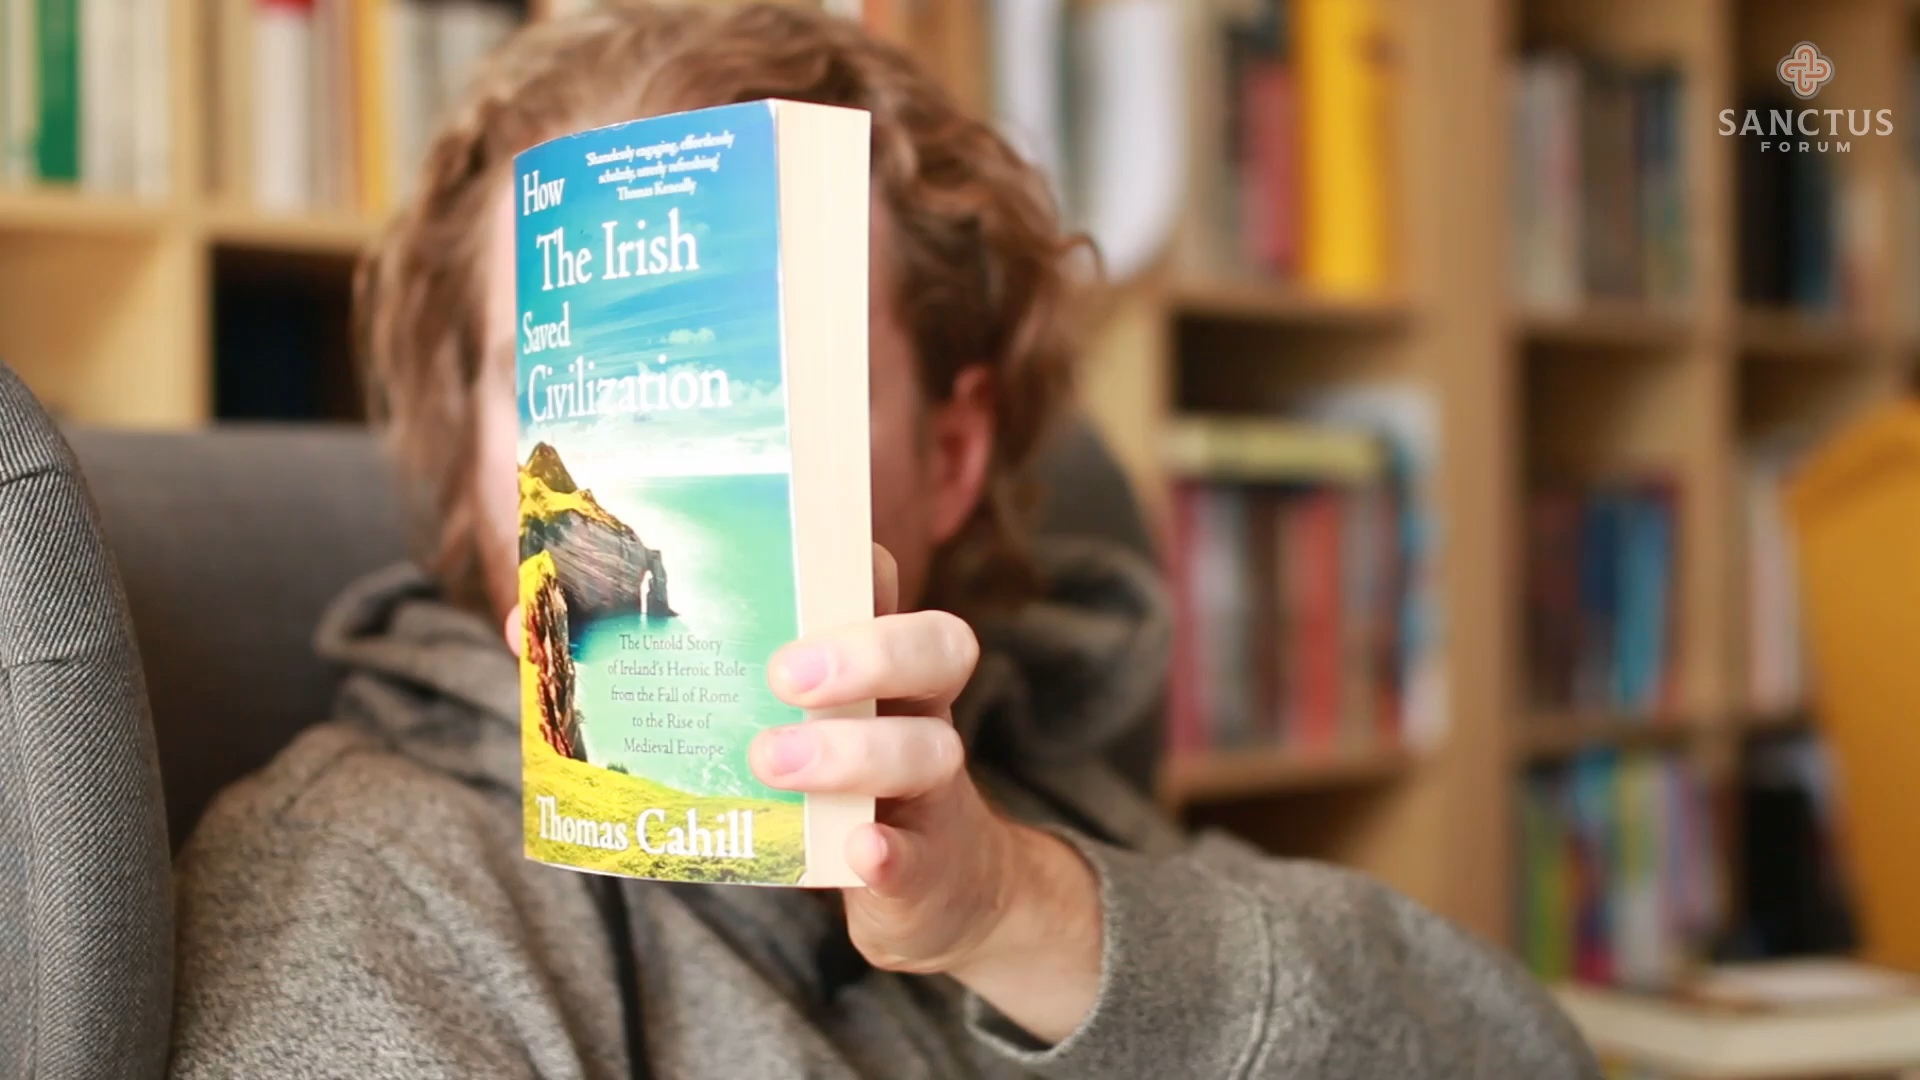 'Shamelessly engaging, effortlessly
scholarly, utterly refreshing'
Thomas Keneally
How
The Irish
Saved
Civilization
The Untold Story
of Ireland's Heroic Role
from the Fall of Rome
to the Rise of
Medieval Europe
Thomas Cahill
SANCTUS
FORUM